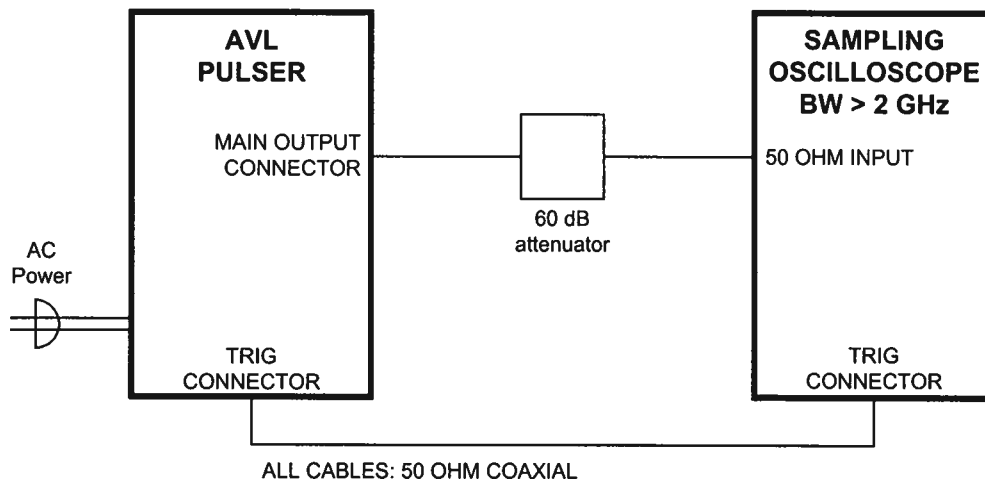 AVL
PULSER
MAIN OUTPUT
CONNECTOR
TRIG
CONNECTOR
AC
Power
60 dB
attenuator
SAMPLING
OSCILLOSCOPE
BW > 2 GHz
50 OHM INPUT
TRIG
CONNECTOR
ALL CABLES: 50 OHM COAXIAL